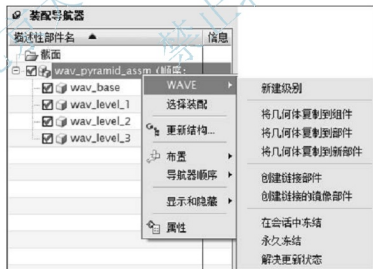 装配导航器
描述性部件名 ▲ 信息
截面
wav_pyramid_assm (顺序:
wav_base
wav_level_1
wav_level_2
wav_level_3
WAVE
选择装配
更新结构...
布置
导航器顺序
显示和隐藏
属性
新建级别
将几何体复制到组件
将几何体复制到部件
将几何体复制到新部件
创建链接部件
创建链接的镜像部件
在会话中冻结
永久冻结
解决更新状态